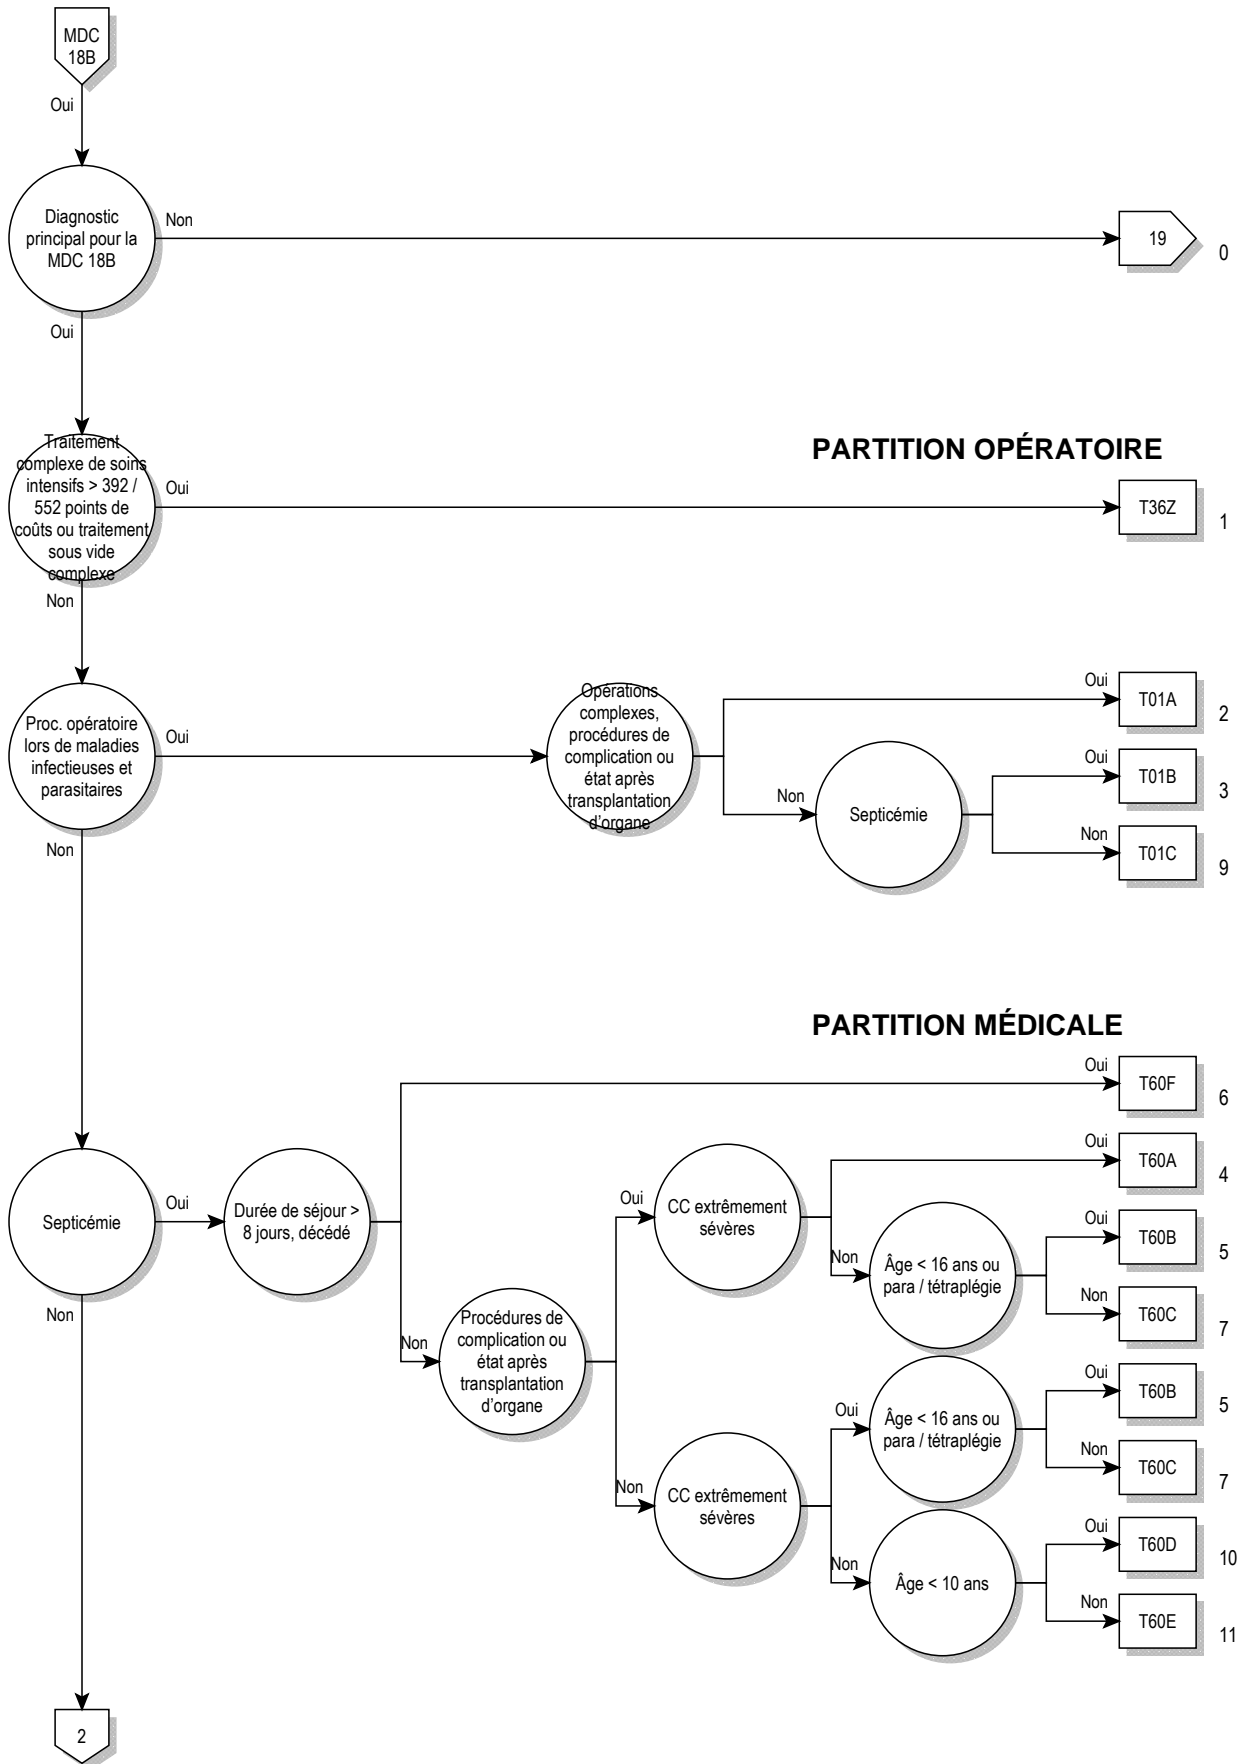 MDC
18B
Oui
Diagnostic
principal pour la
MDC 18B
Non
19
0
Oui
PARTITION OPÉRATOIRE
Traitement
complexe de soins
intensifs > 392 /
552 points de
coûts ou traitement
sous vide
complexe
Oui
T36Z
1
Non
Proc. opératoire
lors de maladies
infectieuses et
parasitaires
Oui
Opérations
complexes,
procédures de
complication ou
état après
transplantation
d'organe
Oui
T01A
2
Non
Septicémie
Oui
T01B
3
Non
T01C
9
Non
PARTITION MÉDICALE
Septicémie
Oui
Durée de séjour >
8 jours, décédé
Oui
T60F
6
Non
Procédures de
complication ou
état après
transplantation
d'organe
Oui
CC extrêmement
sévères
Oui
T60A
4
Non
Âge < 16 ans ou
para / tétraplégie
Oui
T60B
5
Non
T60C
7
Non
CC extrêmement
sévères
Oui
Âge < 16 ans ou
para / tétraplégie
Oui
T60B
5
Non
T60C
7
Non
Âge < 10 ans
Oui
T60D
10
Non
T60E
11
Non
2